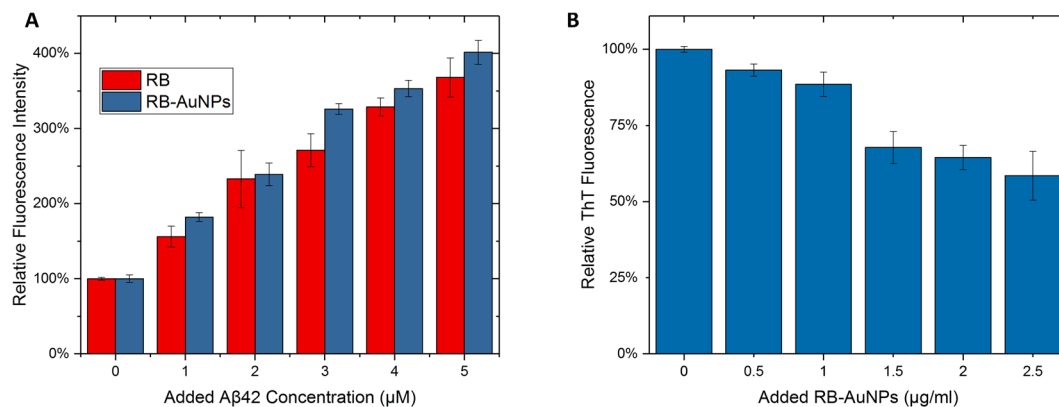 A
Relative Fluorescence Intensity
400%
300%
200%
100%
0%
RB
RB-AuNPs
0 1 2 3 4 5
Added Aβ42 Concentration (µM)
B
Relative ThT Fluorescence
100%
75%
50%
25%
0%
0 0.5 1 1.5 2 2.5
Added RB-AuNPs (µg/ml)